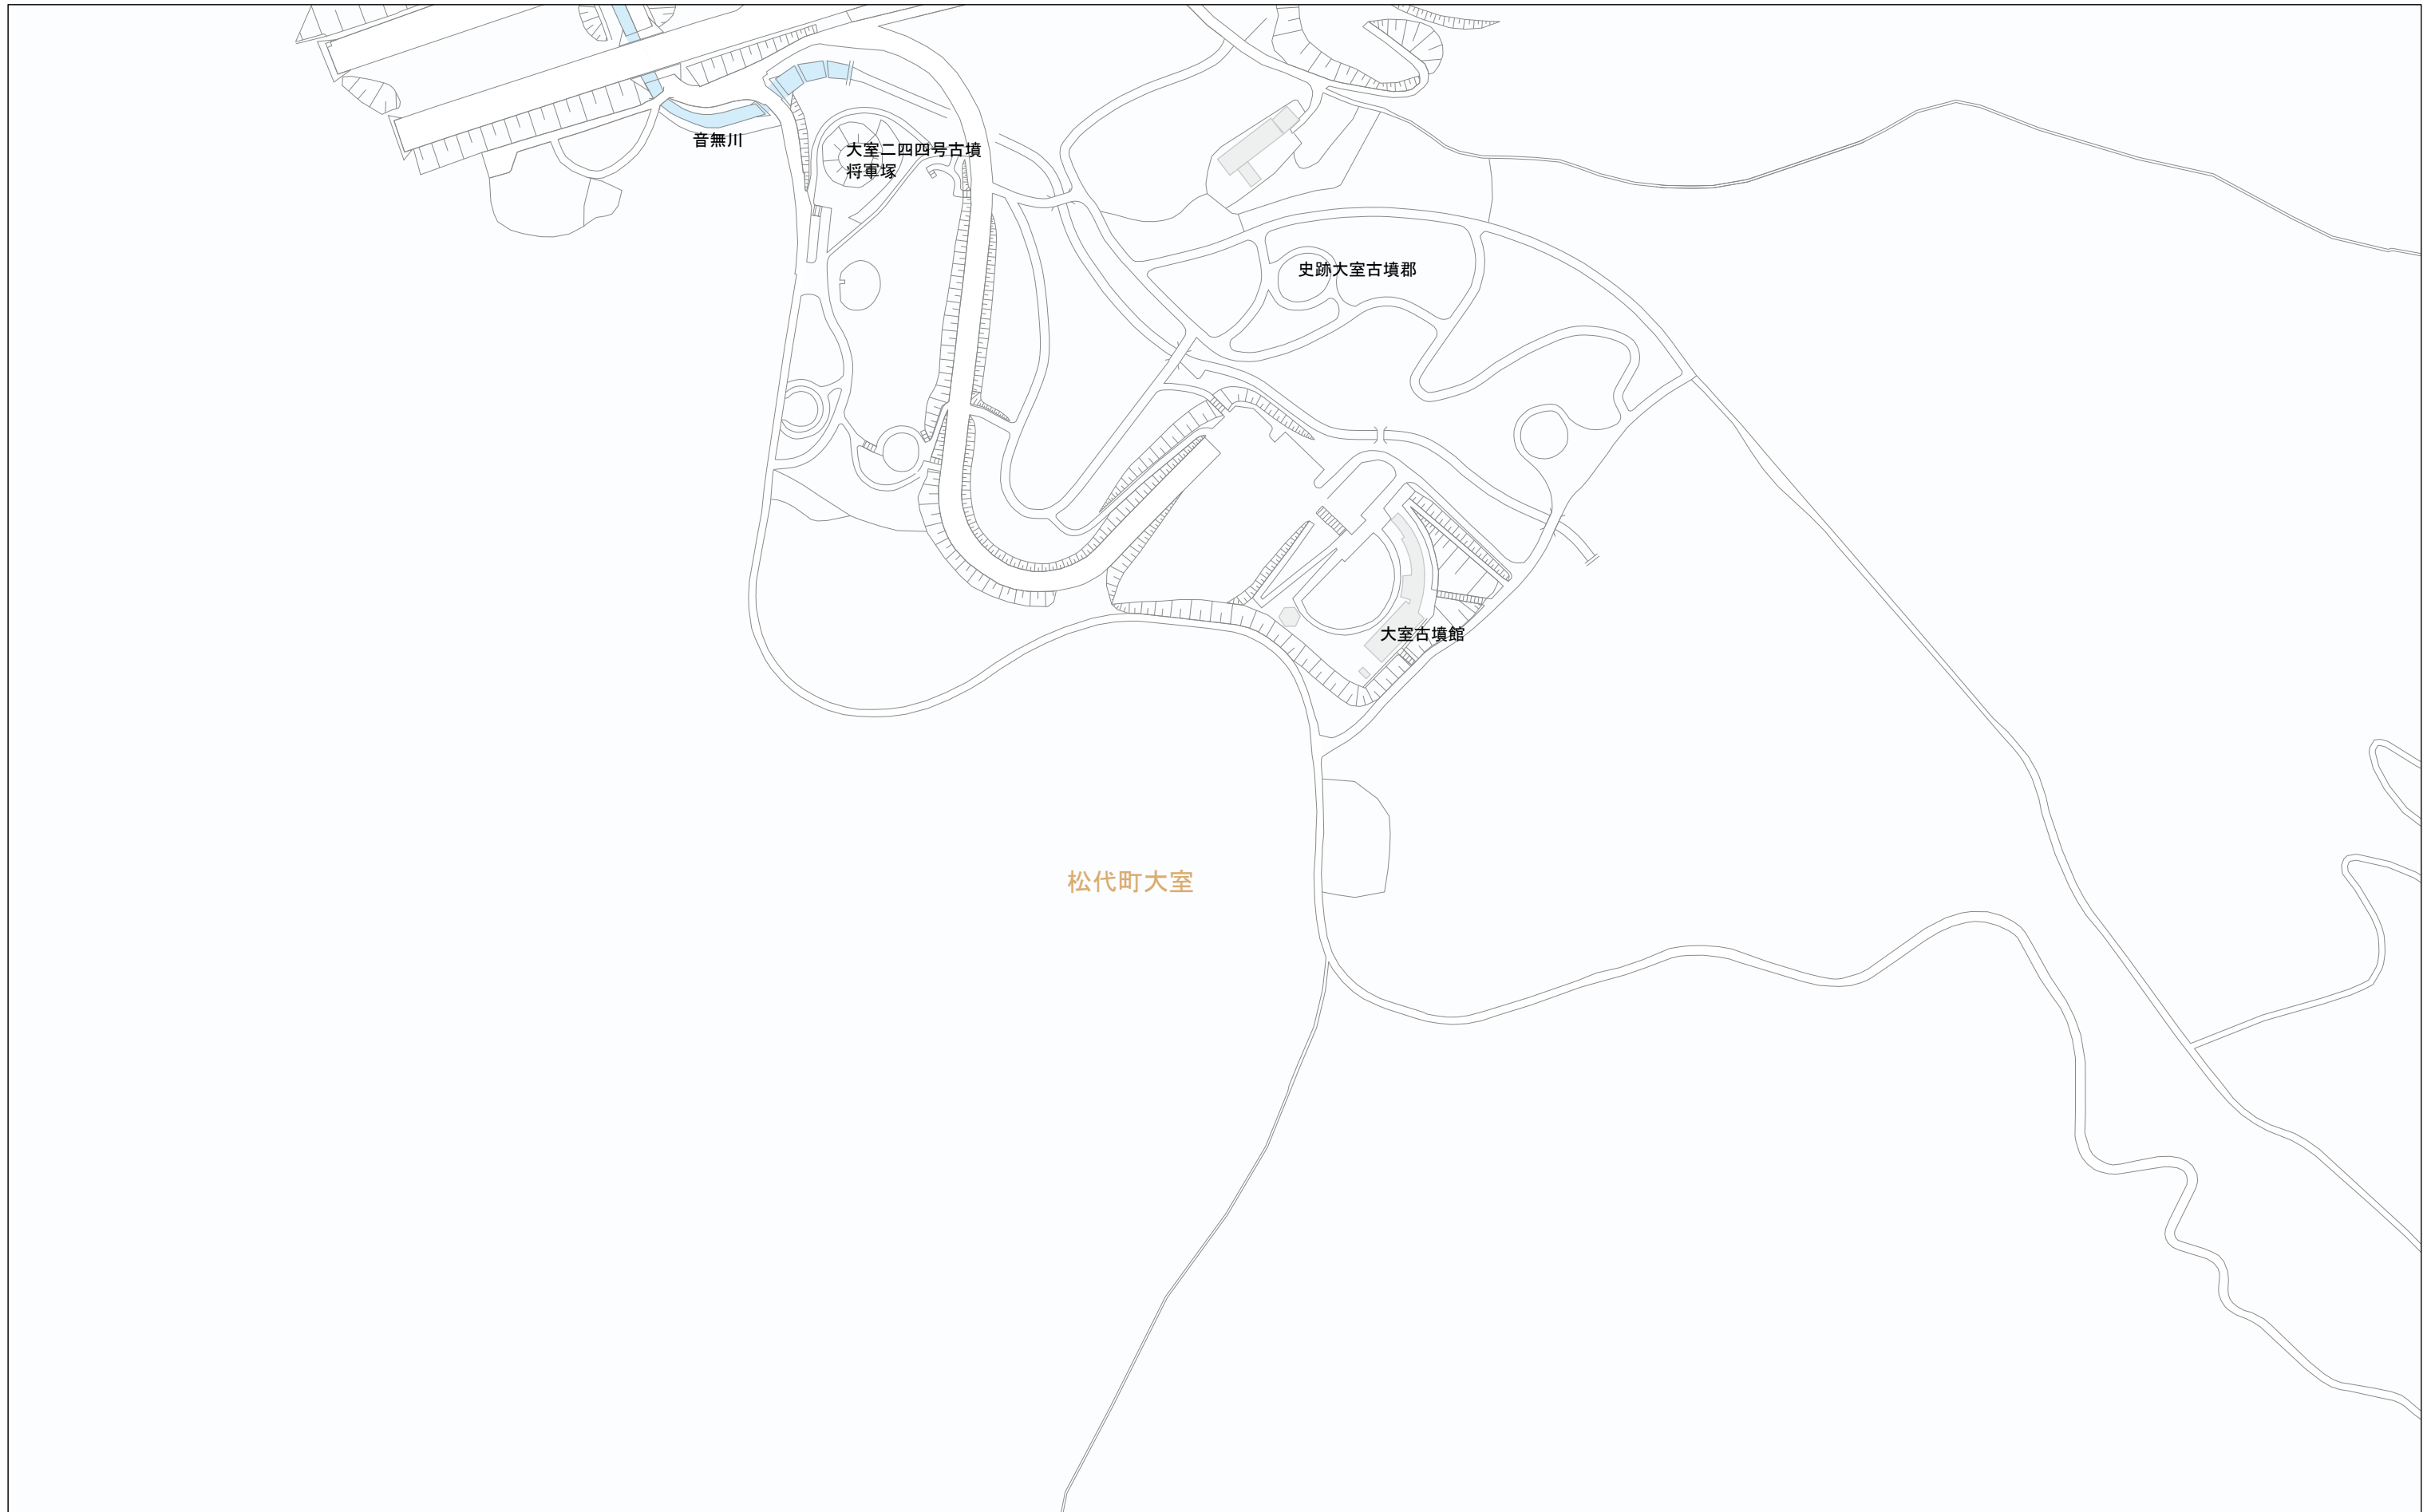 音無川
大室二四四号古墳
将軍塚
史跡大室古墳郡
大室古墳館
松代町大室